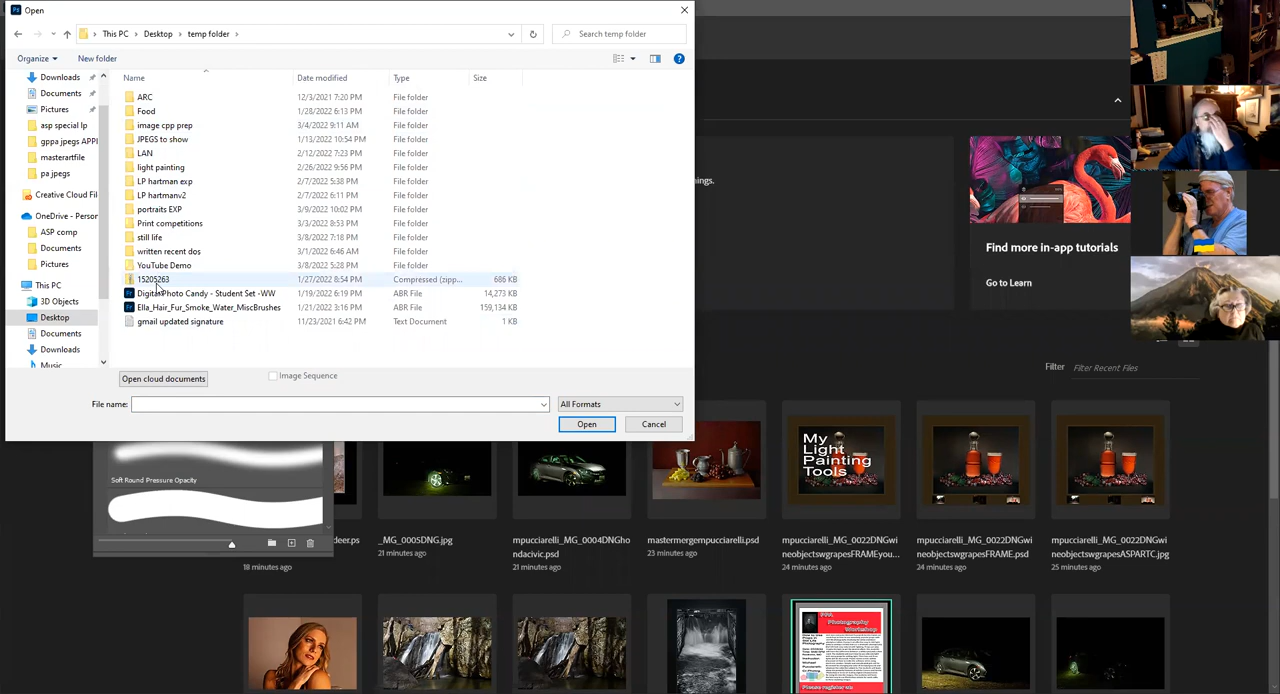 Open
This PC > Desktop > temp folder >
Search temp folder
Organize
New folder
Name
Date modified
Type
Size
Downloads
Documents
Pictures
asp special lp
gppa jpegs APPI
masterartfile
pa jpegs
Creative Cloud Fil
OneDrive - Person
ASP comp
Documents
Pictures
This PC
3D Objects
Desktop
Documents
Downloads
Music
ARC 12/3/2021 7:20 PM File folder
Food 1/28/2022 6:13 PM File folder
image cpp prep 3/4/2022 9:11 AM File folder
JPEGS to show 1/13/2022 10:54 PM File folder
LAN 2/12/2022 7:23 PM File folder
light painting 2/26/2022 9:56 PM File folder
LP hartman exp 2/7/2022 5:38 PM File folder
LP hartmanv2 2/7/2022 6:11 PM File folder
portraits EXP 3/9/2022 10:02 PM File folder
Print competitions 3/3/2022 8:53 PM File folder
still life 3/8/2022 7:18 PM File folder
written recent dos 3/1/2022 6:46 AM File folder
YouTube Demo 3/8/2022 5:28 PM File folder
15205263 1/27/2022 8:54 PM Compressed (zipp... 686 KB
Digital Photo Candy - Student Set -WW 1/19/2022 6:19 PM ABR File 14,273 KB
Ella_Hair_Fur_Smoke_Water_MiscBrushes 1/21/2022 3:16 PM ABR File 159,134 KB
gmail updated signature 11/23/2021 6:42 PM Text Document 1 KB
Open cloud documents
Image Sequence
File name:
All Formats
Open
Cancel
ngs.
Find more in-app tutorials
Go to Learn
Filter
Filter Recent Files
Soft Round Pressure Opacity
My
Light
Painting
Tools
deer.ps
18 minutes ago
_MG_0005DNG.jpg
21 minutes ago
mpucciarelli_MG_0004DNGho
ndacivic.psd
21 minutes ago
mastermergempucciarelli.psd
23 minutes ago
mpucciarelli_MG_0022DNGwi
neobjectswgrapesFRAMEyou...
24 minutes ago
mpucciarelli_MG_0022DNGwi
neobjectswgrapesFRAME.psd
24 minutes ago
mpucciarelli_MG_0022DNGwi
neobjectswgrapesASPARTC.jpg
25 minutes ago
PPA
Photography
Workshop